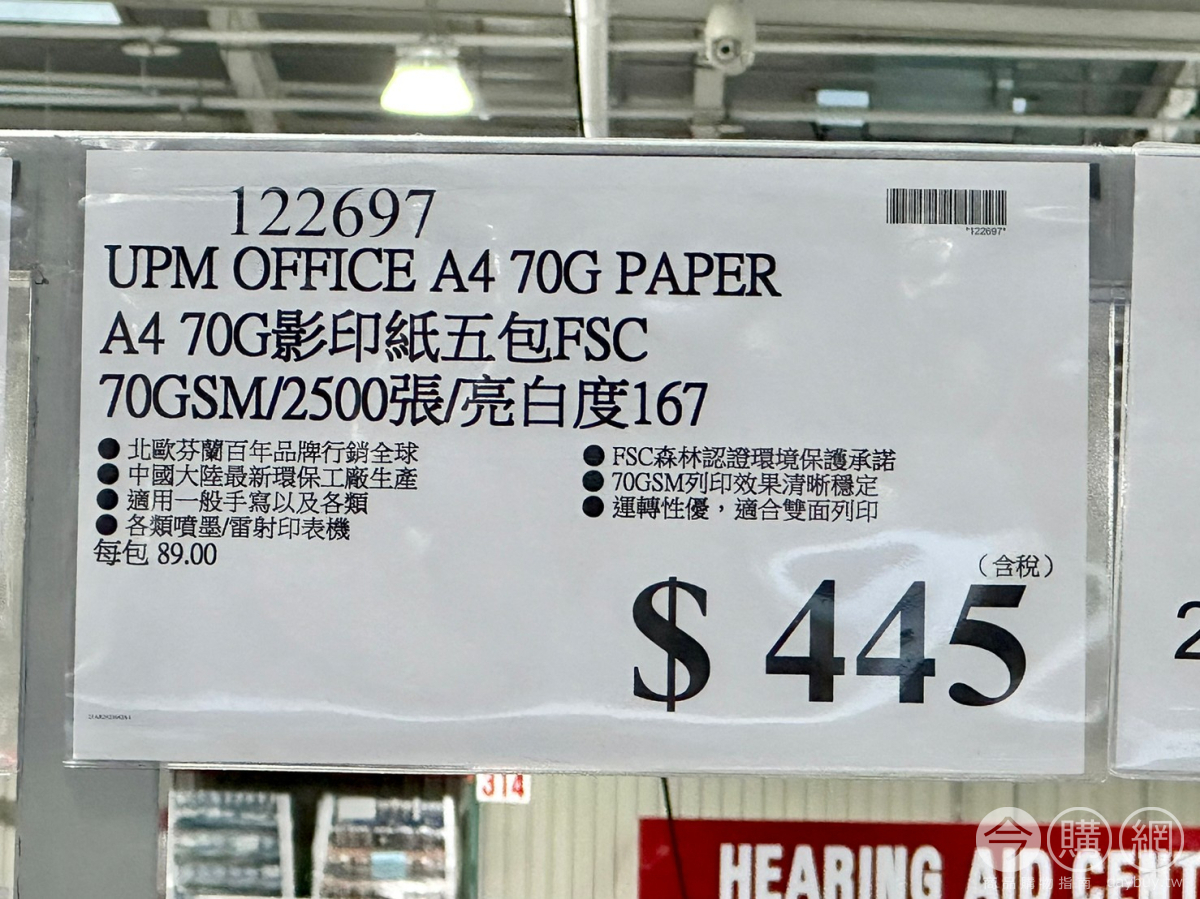 122697
*122697*
UPM OFFICE A4 70G PAPER
A4 70G影印紙五包FSC
70GSM/2500張/亮白度167
● 北歐芬蘭百年品牌行銷全球
● 中國大陸最新環保工廠生產
● 適用一般手寫以及各類
● 各類噴墨/雷射印表機
每包 89.00
● FSC森林認證環境保護承諾
● 70GSM列印效果清晰穩定
● 運轉性優，適合雙面列印
（含稅）
$ 445
2
314
HEARING AID CENT
今購網